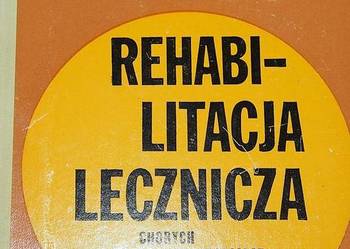 REHABI-
LITACJA
LECZNICZA
CHORYCH